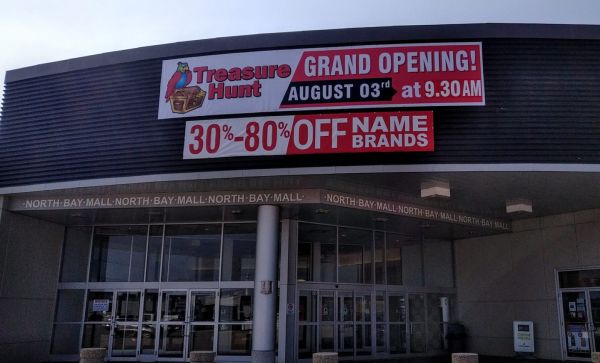 Treasure Hunt
GRAND OPENING!
AUGUST 03rd at 9.30AM
30%-80% OFF NAME BRANDS
·NORTH·BAY·MALL·NORTH·BAY·MALL·NORTH·BAY·MALL·
·NORTH·BAY·MALL·NORTH·BAY·MALL·NORTH·BAY·MALL